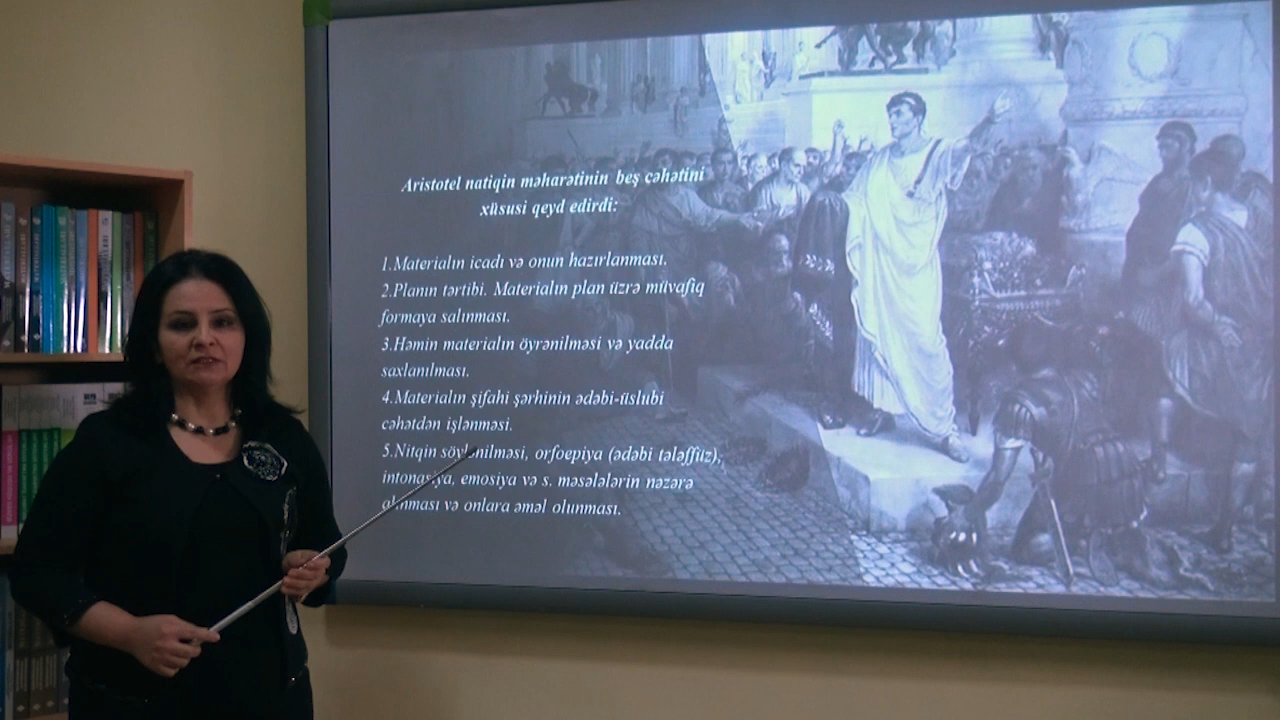 Aristotel natiqin məharətinin beş cəhətini
xüsusi qeyd edirdi:
1.Materialın icadı və onun hazırlanması.
2.Planın tərtibi. Materialın plan üzrə müvafiq
formaya salınması.
3.Həmin materialın öyrənilməsi və yadda
saxlanılması.
4.Materialın şifahi şərhinin ədəbi-üslubi
cəhətdən işlənməsi.
5.Nitqin söylənilməsi, orfoepiya (ədəbi tələffüz),
intonasiya, emosiya və s. məsələlərin nəzərə
alınması və onlara əməl olunması.